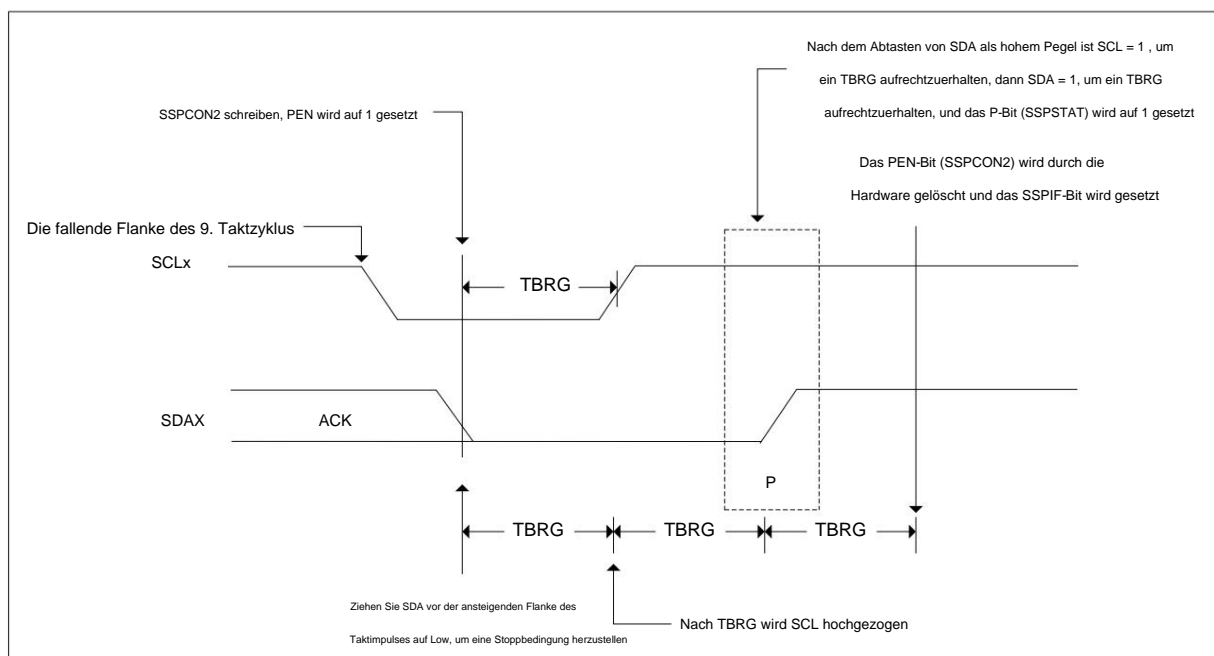 Nach dem Abtasten von SDA als hohem Pegel ist SCL = 1 , um
ein TBRG aufrechtzuerhalten, dann SDA = 1, um ein TBRG
aufrechtzuerhalten, und das P-Bit (SSPSTAT) wird auf 1 gesetzt
SSPCON2 schreiben, PEN wird auf 1 gesetzt
Das PEN-Bit (SSPCON2) wird durch die
Hardware gelöscht und das SSPIF-Bit wird gesetzt
Die fallende Flanke des 9. Taktzyklus
SCLx
TBRG
SDAX
ACK
P
TBRG
TBRG
TBRG
Ziehen Sie SDA vor der ansteigenden Flanke des
Taktimpulses auf Low, um eine Stoppbedingung herzustellen
Nach TBRG wird SCL hochgezogen